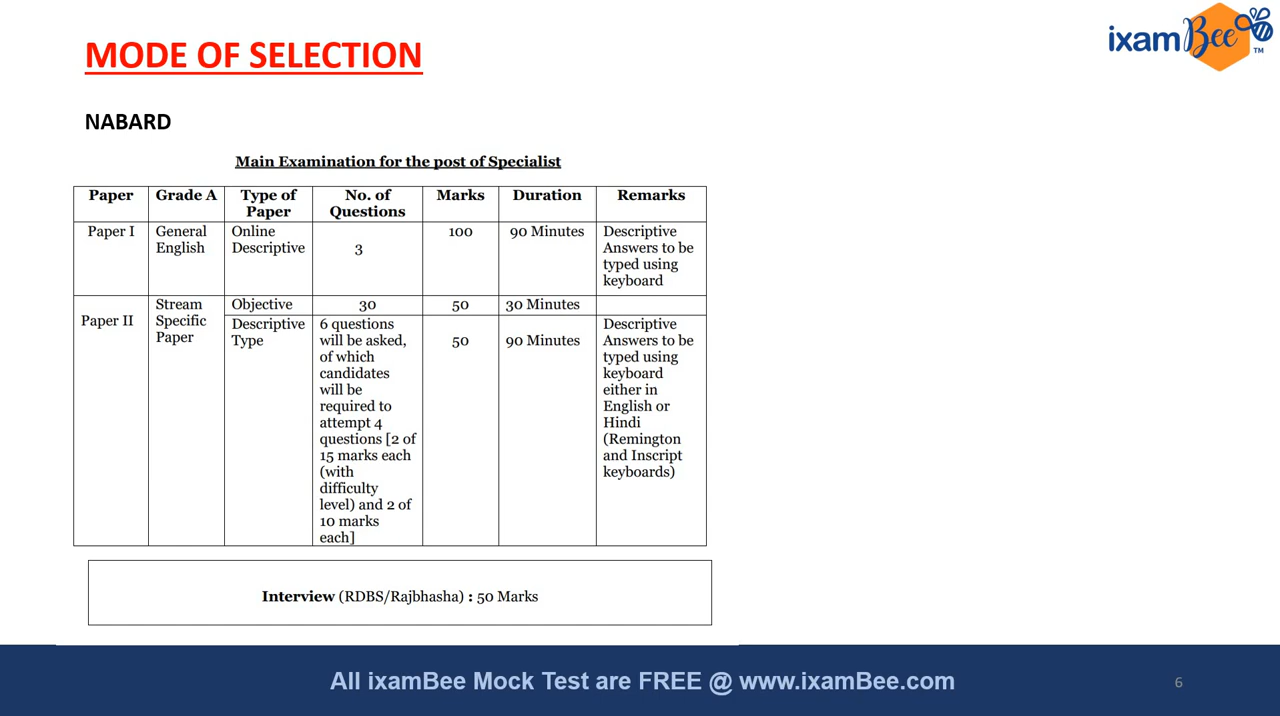 MODE OF SELECTION
ixamBee
TM
NABARD
Main Examination for the post of Specialist
Paper
Grade A
Type of
Paper
No. of
Questions
Marks
Duration
Remarks
Paper I
General
English
Online
Descriptive
3
100
90 Minutes
Descriptive
Answers to be
typed using
keyboard
Paper II
Stream
Specific
Paper
Objective
30
50
30 Minutes
Descriptive
Type
6 questions
will be asked,
of which
candidates
will be
required to
attempt 4
questions [2 of
15 marks each
(with
difficulty
level) and 2 of
10 marks
each]
50
90 Minutes
Descriptive
Answers to be
typed using
keyboard
either in
English or
Hindi
(Remington
and Inscript
keyboards)
Interview (RDBS/Rajbhasha) : 50 Marks
All ixamBee Mock Test are FREE @ www.ixamBee.com
6